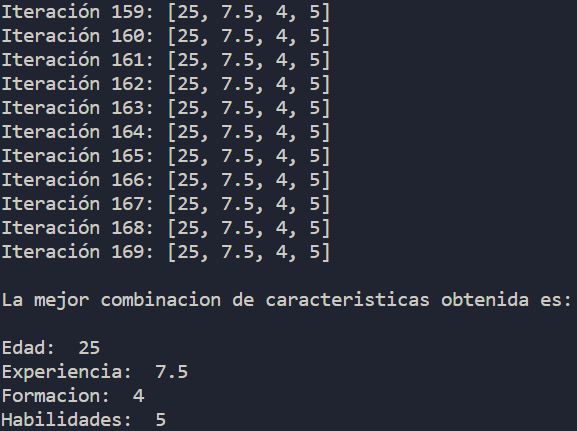 Iteración 159: [25, 7.5, 4, 5]
Iteración 160: [25, 7.5, 4, 5]
Iteración 161: [25, 7.5, 4, 5]
Iteración 162: [25, 7.5, 4, 5]
Iteración 163: [25, 7.5, 4, 5]
Iteración 164: [25, 7.5, 4, 5]
Iteración 165: [25, 7.5, 4, 5]
Iteración 166: [25, 7.5, 4, 5]
Iteración 167: [25, 7.5, 4, 5]
Iteración 168: [25, 7.5, 4, 5]
Iteración 169: [25, 7.5, 4, 5]
La mejor combinacion de caracteristicas obtenida es:
Edad:  25
Experiencia:  7.5
Formacion:  4
Habilidades:  5